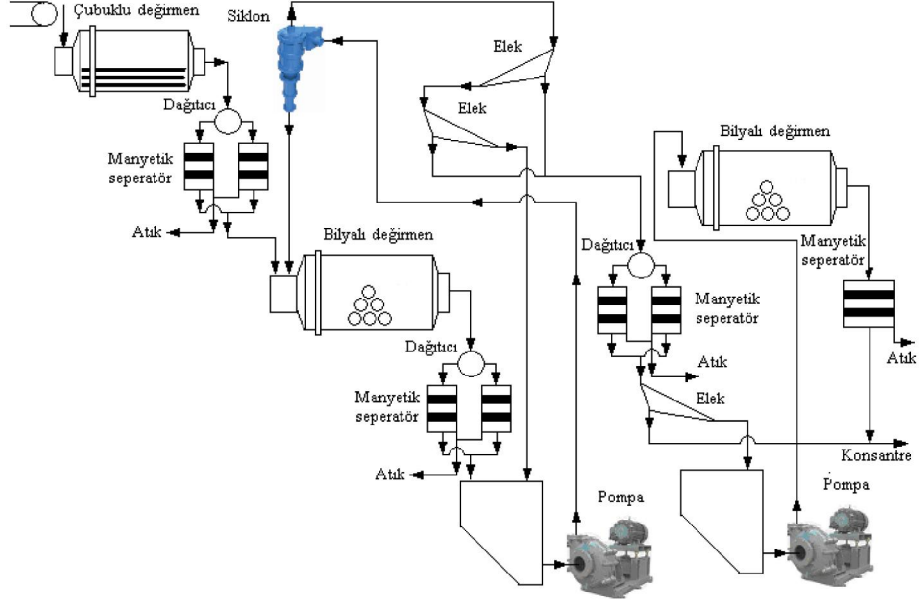 Çubuklu değirmen
Siklon
Elek
Dağıtıcı
Elek
Bilyalı değirmen
Manyetik
seperatör
Atık
Bilyalı değirmen
Dağıtıcı
Manyetik
seperatör
Manyetik
seperatör
Atık
Dağıtıcı
Atık
Manyetik
seperatör
Elek
Konsantre
Atık
Pompa
Pompa